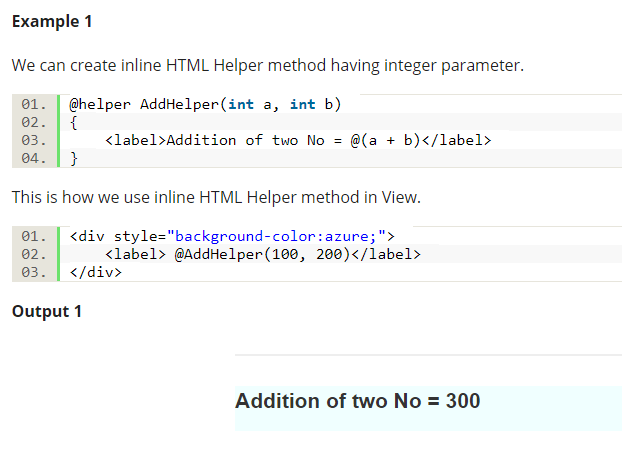 Example 1
We can create inline HTML Helper method having integer parameter.
01. @helper AddHelper(int a, int b)
02. {
03.     <label>Addition of two No = @(a + b)</label>
04. }
This is how we use inline HTML Helper method in View.
01. <div style="background-color:azure;">
02.     <label> @AddHelper(100, 200)</label>
03. </div>
Output 1
Addition of two No = 300